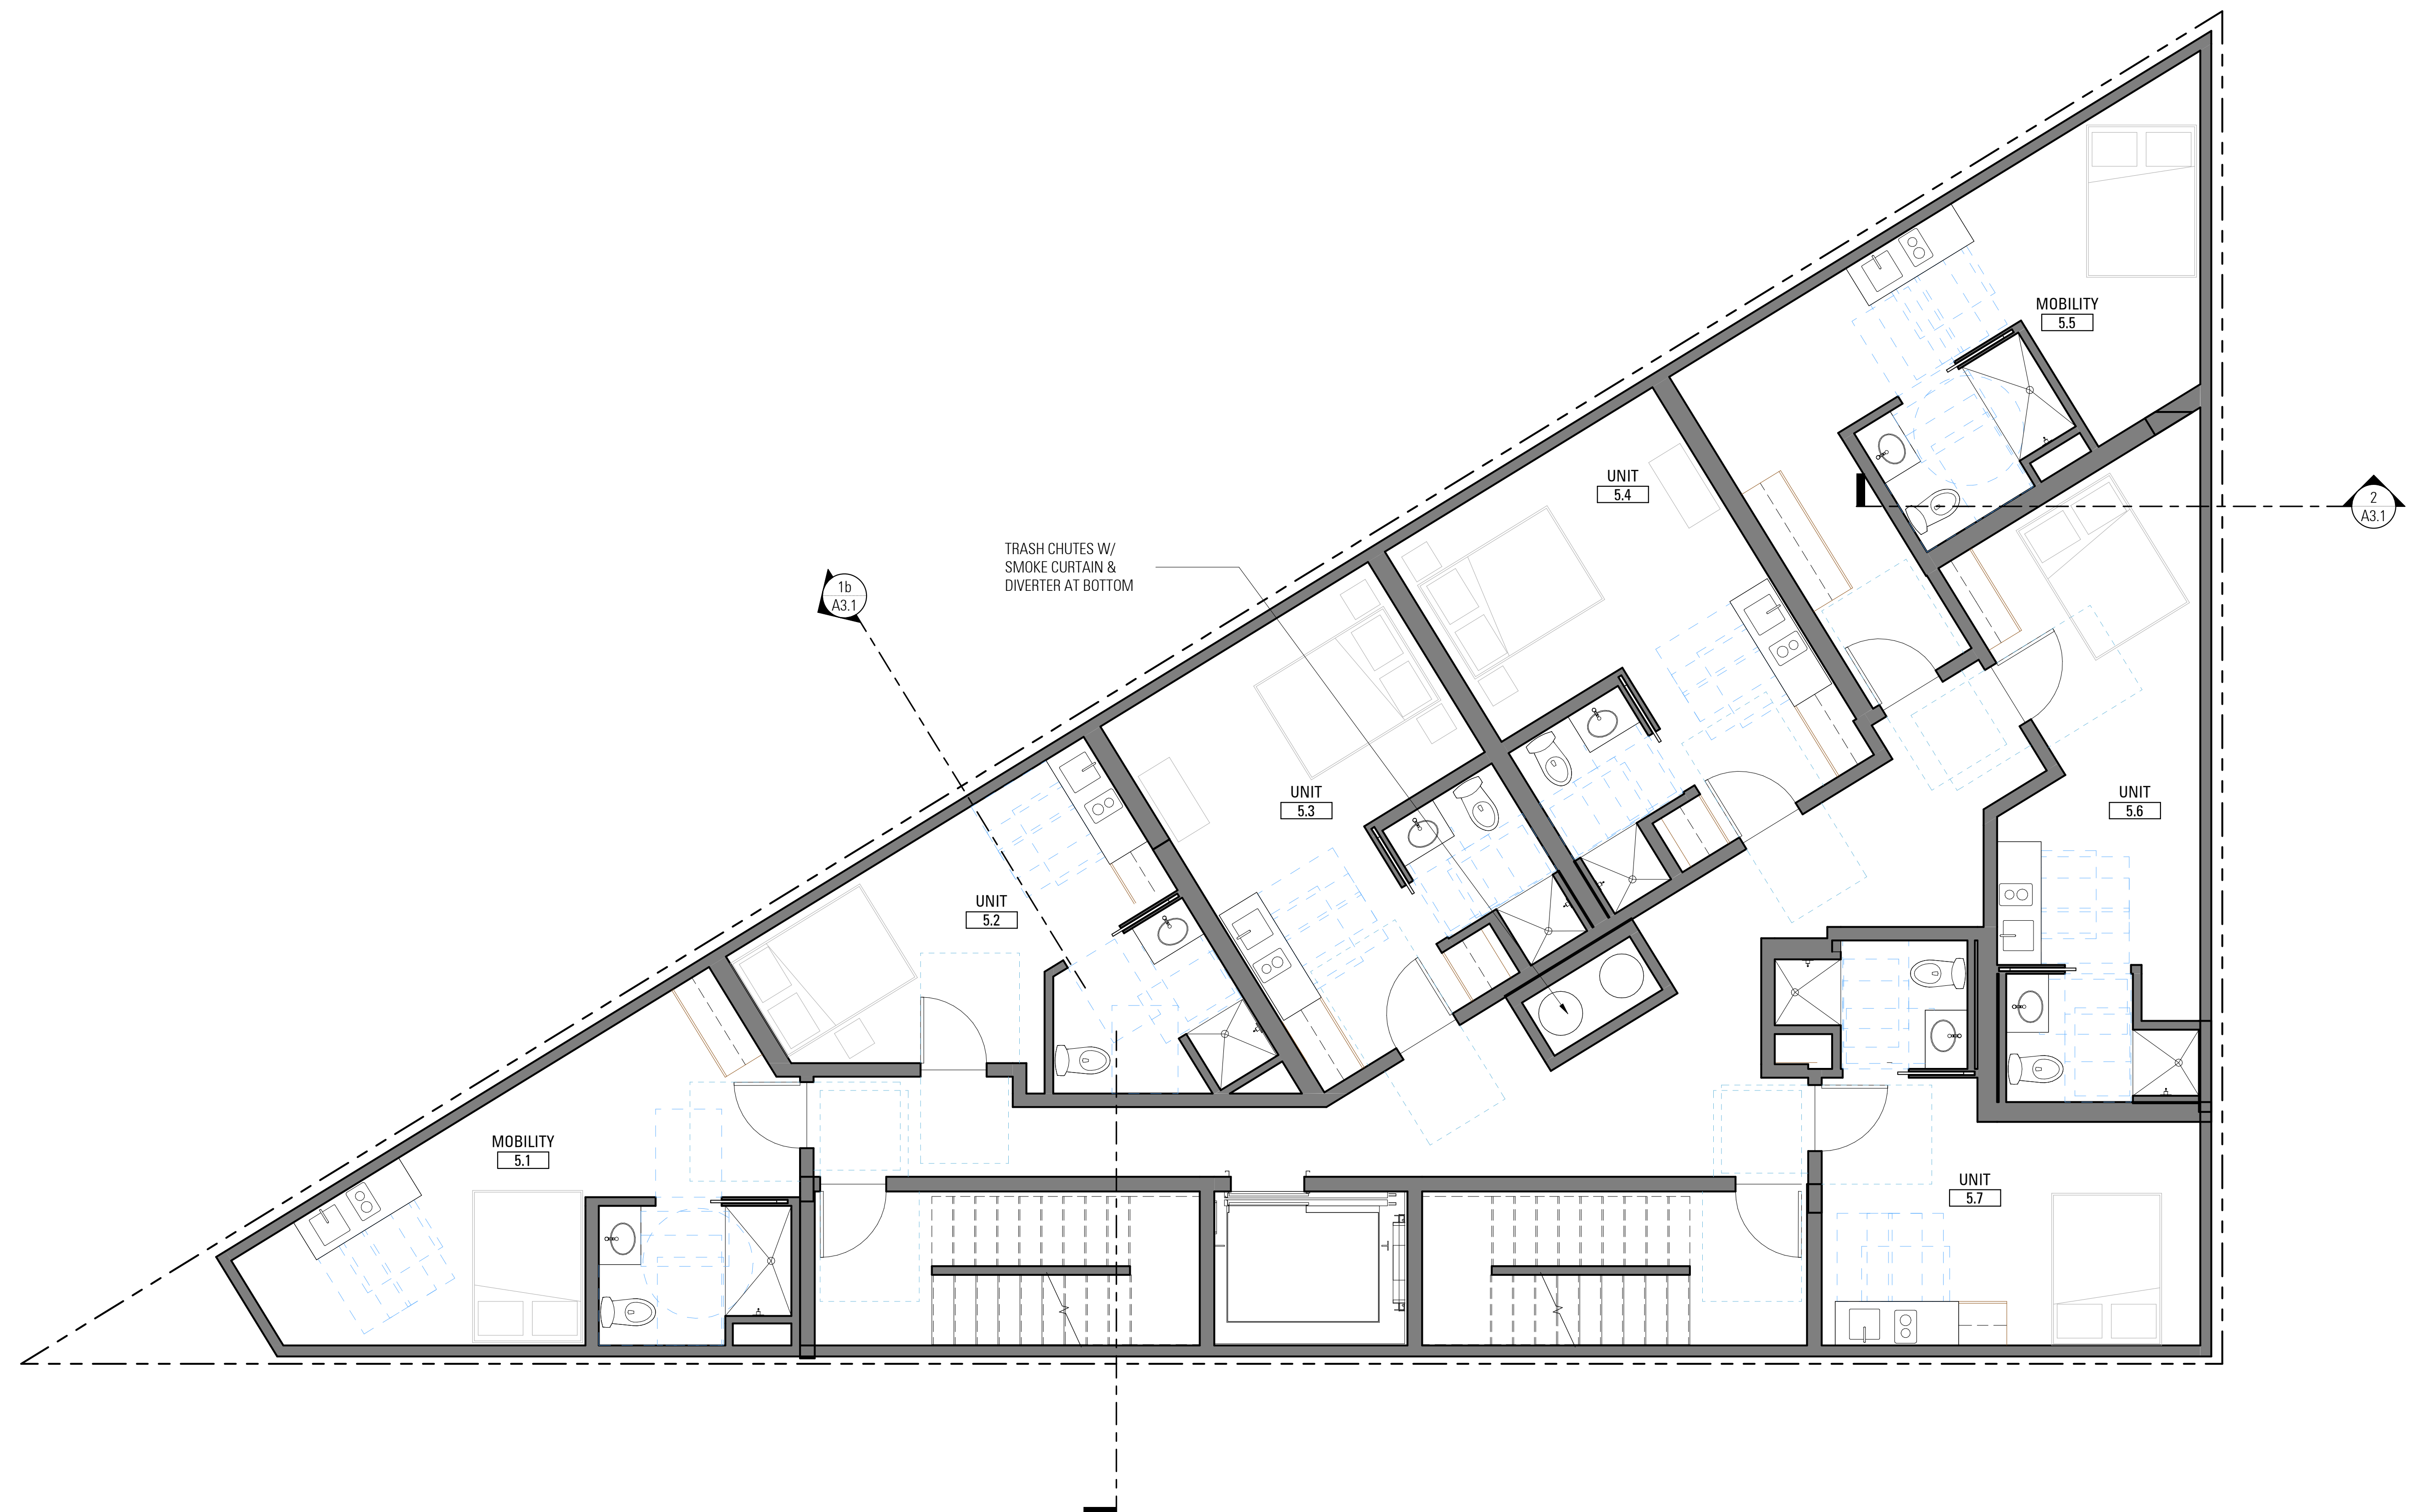 MOBILITY
5.5
UNIT
5.4
2
A3.1
TRASH CHUTES W/
SMOKE CURTAIN &
DIVERTER AT BOTTOM
1b
A3.1
UNIT
5.3
UNIT
5.6
UNIT
5.2
MOBILITY
5.1
UNIT
5.7